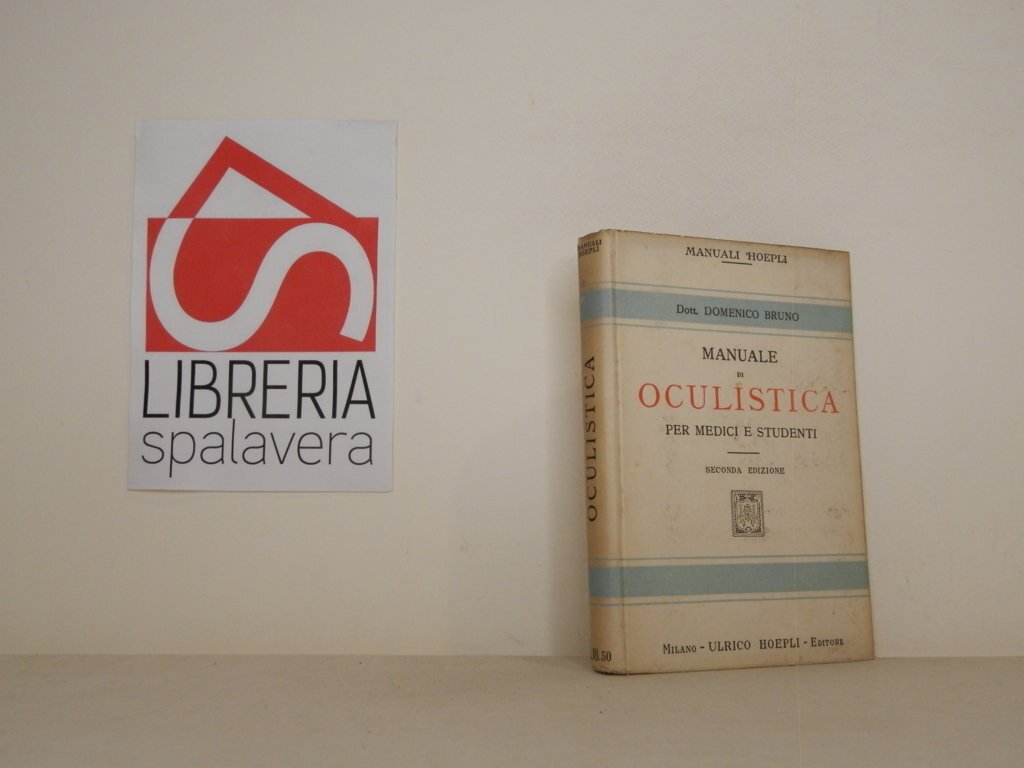 LIBRERIA
spalavera
MANUALI HOEPLI
OCULISTICA
MANUALI HOEPLI
Dott. DOMENICO BRUNO
MANUALE
DI
OCULISTICA
PER MEDICI E STUDENTI
SECONDA EDIZIONE
MILANO - ULRICO HOEPLI - EDITORE